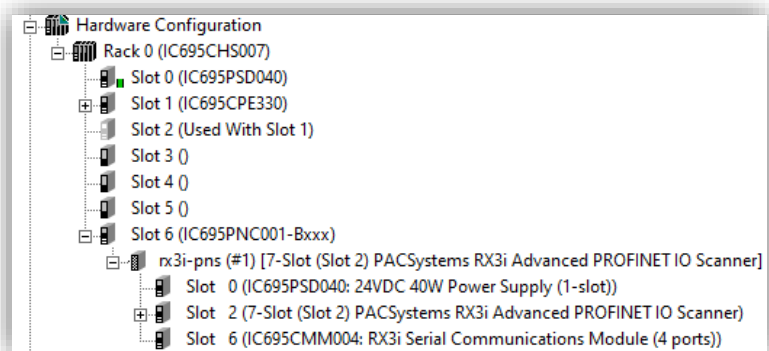 Hardware Configuration
Rack 0 (IC695CHS007)
Slot 0 (IC695PSD040)
Slot 1 (IC695CPE330)
Slot 2 (Used With Slot 1)
Slot 3 ()
Slot 4 ()
Slot 5 ()
Slot 6 (IC695PNC001-Bxxx)
rx3i-pns (#1) [7-Slot (Slot 2) PACSystems RX3i Advanced PROFINET IO Scanner]
Slot 0 (IC695PSD040: 24VDC 40W Power Supply (1-slot))
Slot 2 (7-Slot (Slot 2) PACSystems RX3i Advanced PROFINET IO Scanner)
Slot 6 (IC695CMM004: RX3i Serial Communications Module (4 ports))